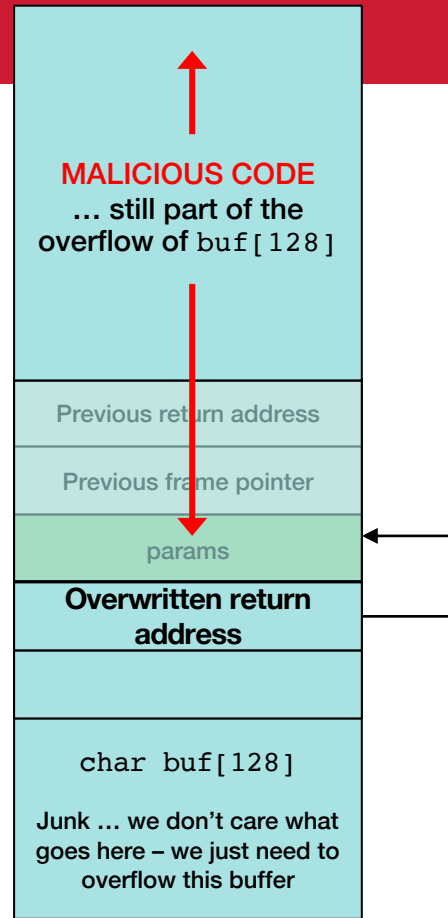 MALICIOUS CODE
… still part of the
overflow of buf[128]
Previous return address
Previous frame pointer
params
Overwritten return
address
char buf[128]
Junk … we don’t care what
goes here – we just need to
overflow this buffer